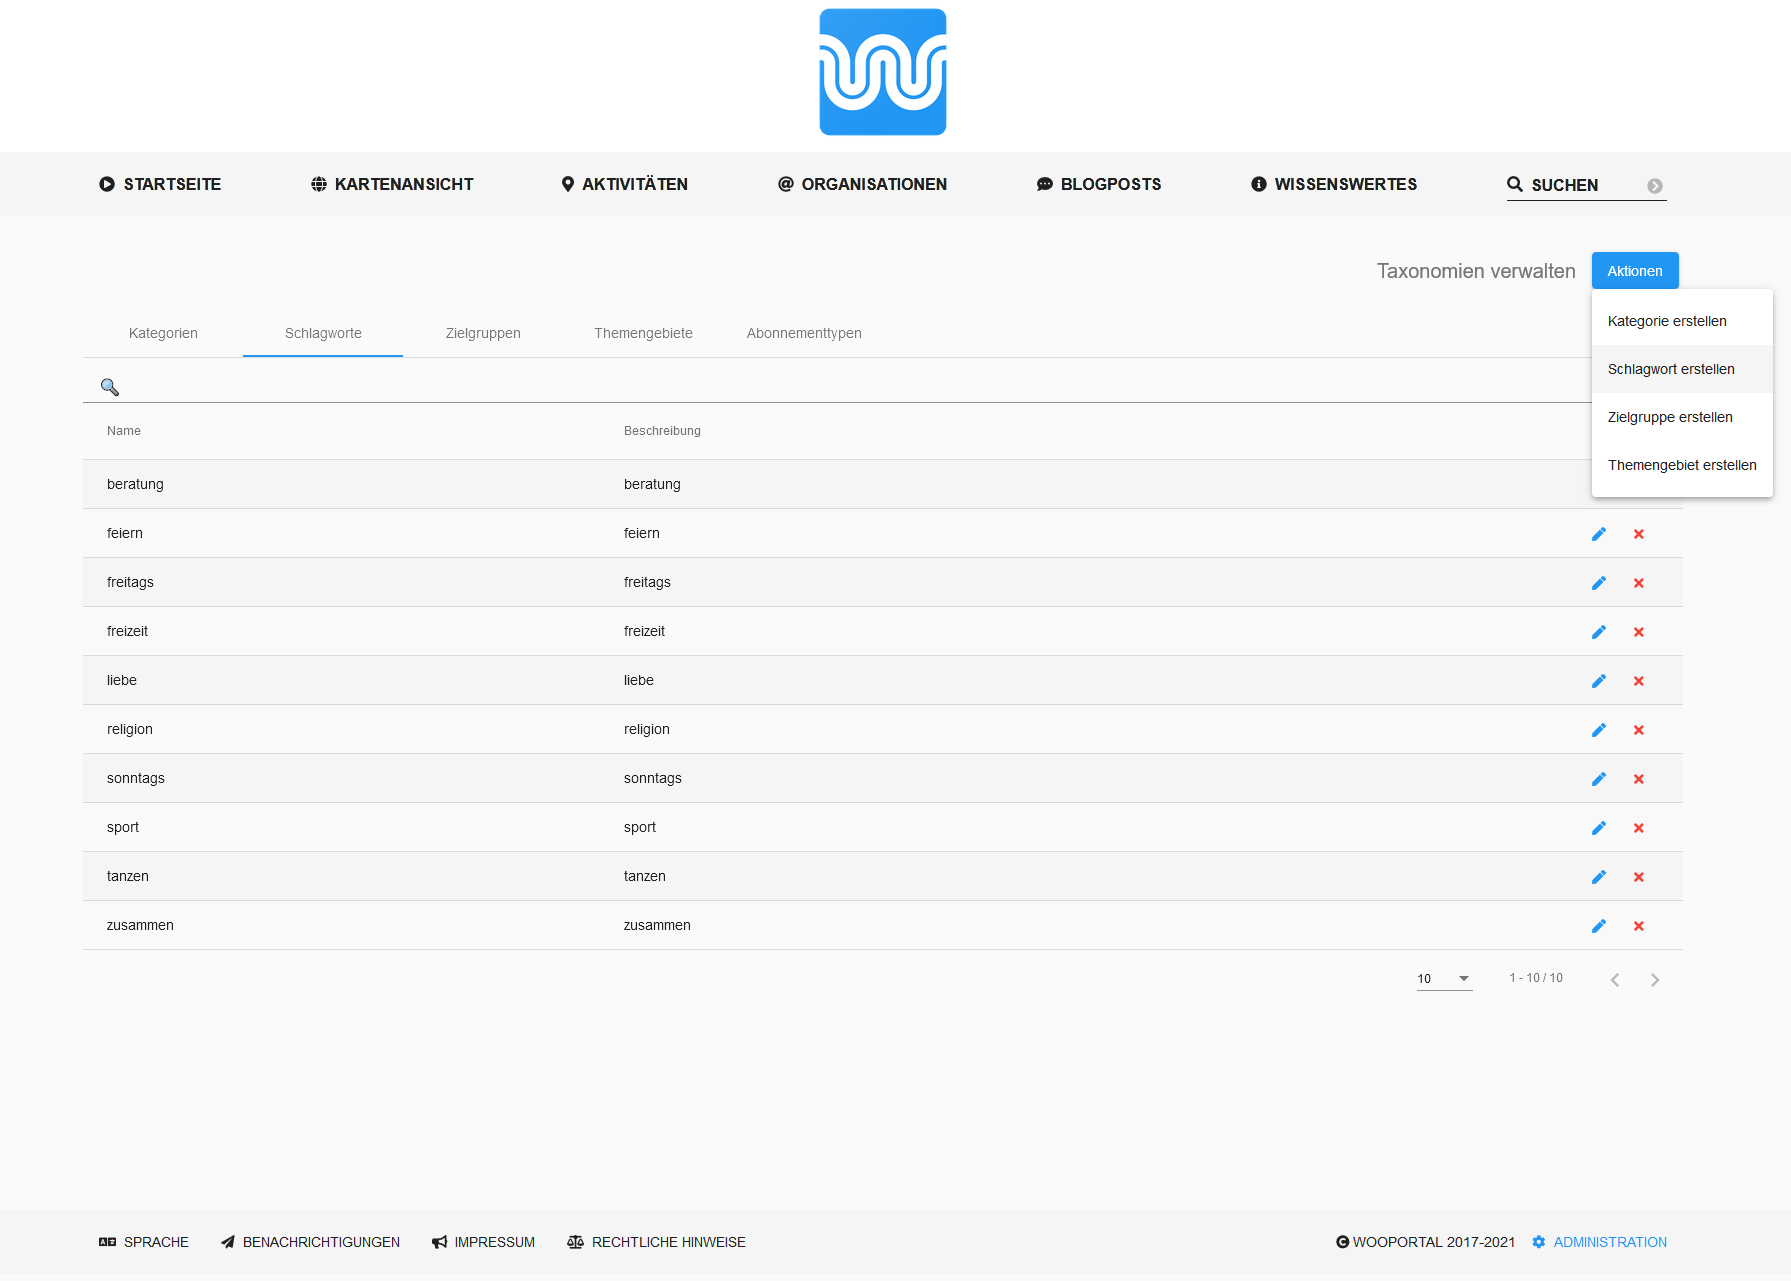 STARTSEITE KARTENANSICHT AKTIVITÄTEN ORGANISATIONEN BLOGPOSTS WISSENSWERTES SUCHEN
Taxonomien verwalten Aktionen
Kategorie erstellen
Schlagwort erstellen
Zielgruppe erstellen
Themengebiet erstellen
Kategorien Schlagworte Zielgruppen Themengebiete Abonnementtypen
Name Beschreibung
beratung beratung
feiern feiern
freitags freitags
freizeit freizeit
liebe liebe
religion religion
sonntags sonntags
sport sport
tanzen tanzen
zusammen zusammen
10 1 - 10 / 10
SPRACHE BENACHRICHTIGUNGEN IMPRESSUM RECHTLICHE HINWEISE WOOPORTAL 2017-2021 ADMINISTRATION